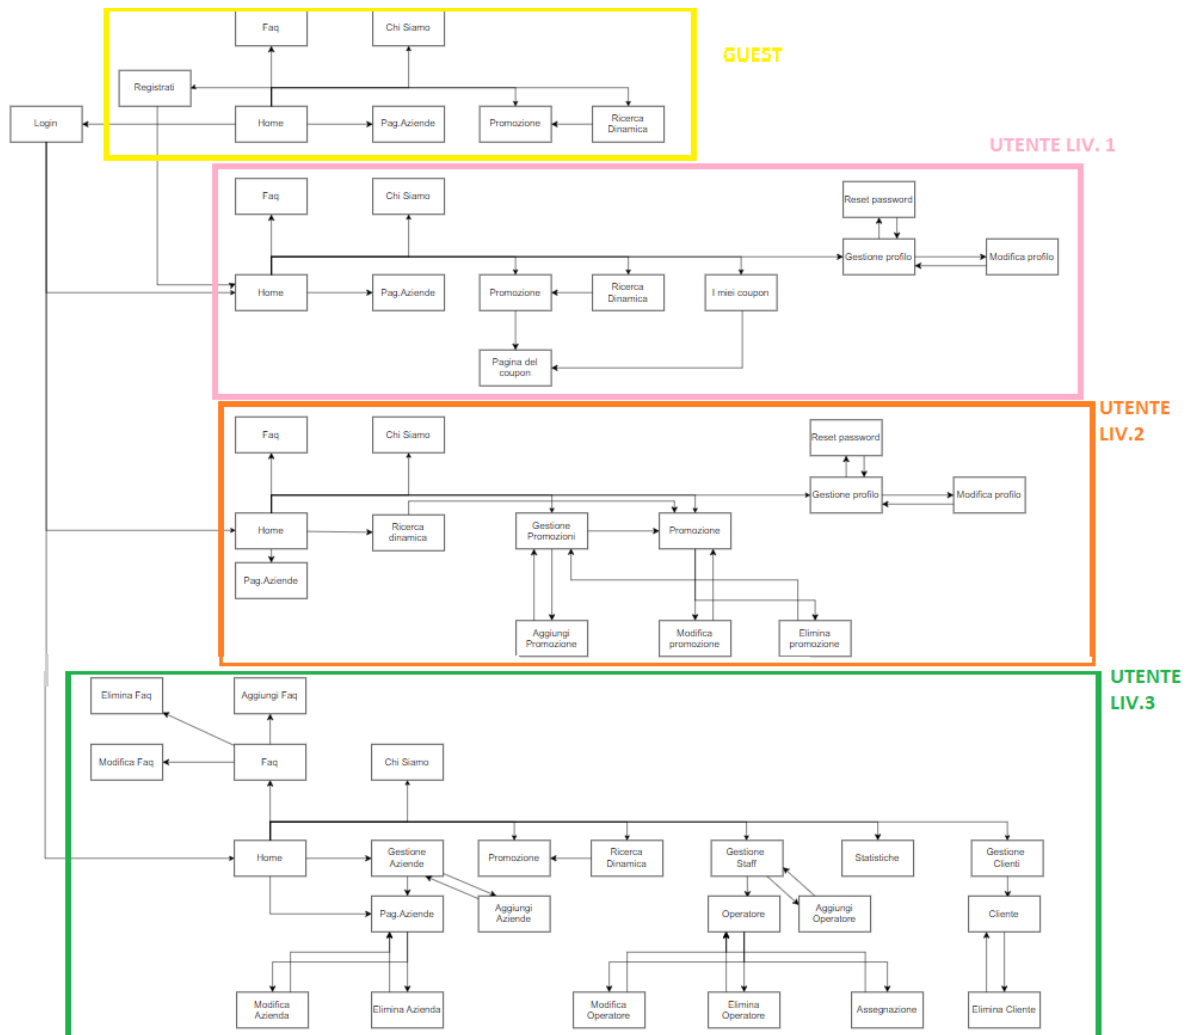 Faq
Chi Siamo
GUEST
Registrati
Login
Home
Pag.Aziende
Promozione
Ricerca
Dinamica
UTENTE LIV. 1
Faq
Chi Siamo
Reset password
Gestione profilo
Modifica profilo
Home
Pag.Aziende
Promozione
Ricerca
Dinamica
I miei coupon
Pagina del
coupon
UTENTE
LIV.2
Faq
Chi Siamo
Reset password
Gestione profilo
Modifica profilo
Home
Ricerca
dinamica
Gestione
Promozioni
Promozione
Pag.Aziende
Aggiungi
Promozione
Modifica
promozione
Elimina
promozione
UTENTE
LIV.3
Elimina Faq
Aggiungi Faq
Modifica Faq
Faq
Chi Siamo
Home
Gestione
Aziende
Promozione
Ricerca
Dinamica
Gestione
Staff
Statistiche
Gestione
Clienti
Pag.Aziende
Aggiungi
Aziende
Operatore
Aggiungi
Operatore
Cliente
Modifica
Azienda
Elimina Azienda
Modifica
Operatore
Elimina
Operatore
Assegnazione
Elimina Cliente